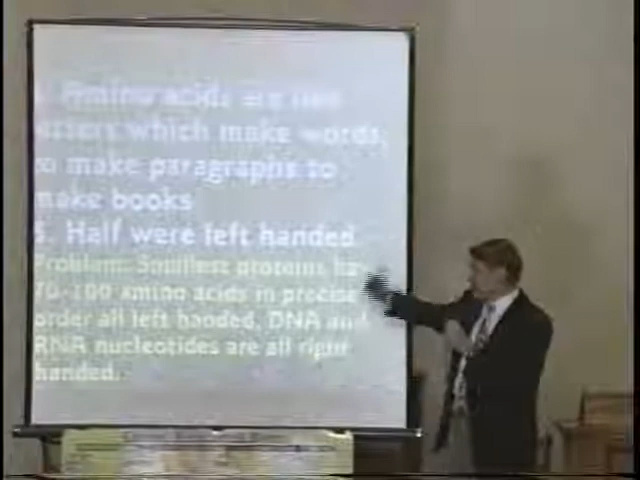 Amino acids are like
letters which make words,
to make paragraphs to
make books
5. Half were left handed.
Problem: Smallest proteins ha
70-100 amino acids in precise
order all left handed. DNA and
RNA nucleotides are all right
handed.